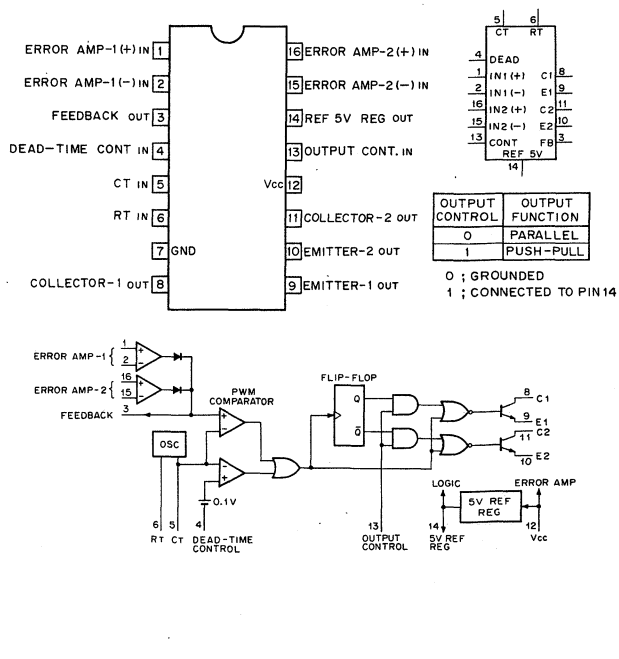 ERROR AMP-1(+) IN 1
ERROR AMP-1(-) IN 2
FEEDBACK OUT 3
DEAD-TIME CONT IN 4
CT IN 5
RT IN 6
7 GND
COLLECTOR-1 OUT 8
16 ERROR AMP-2(+) IN
15 ERROR AMP-2(-) IN
14 REF 5V REG OUT
13 OUTPUT CONT. IN
Vcc 12
11 COLLECTOR-2 OUT
10 EMITTER-2 OUT
9 EMITTER-1 OUT
5 6
CT RT
4 DEAD
1 IN1(+) C1 8
2 IN1(-) E1 9
16 IN2(+) C2 11
15 IN2(-) E2 10
13 CONT FB 3
REF 5V
14
OUTPUT CONTROL OUTPUT FUNCTION
0 PARALLEL
1 PUSH-PULL
0 ; GROUNDED
1 ; CONNECTED TO PIN 14
ERROR AMP-1 { 1 +
2 -
ERROR AMP-2 { 16 +
15 -
FEEDBACK 3
PWM
COMPARATOR
+
-
OSC
-
+
0.1V
6 5 4
RT CT DEAD-TIME
CONTROL
FLIP-FLOP
Q
Q̅
13
OUTPUT
CONTROL
8 C1
9 E1
C2
11
10 E2
LOGIC ERROR AMP
5V REF
REG
14 12
5V REF Vcc
REG